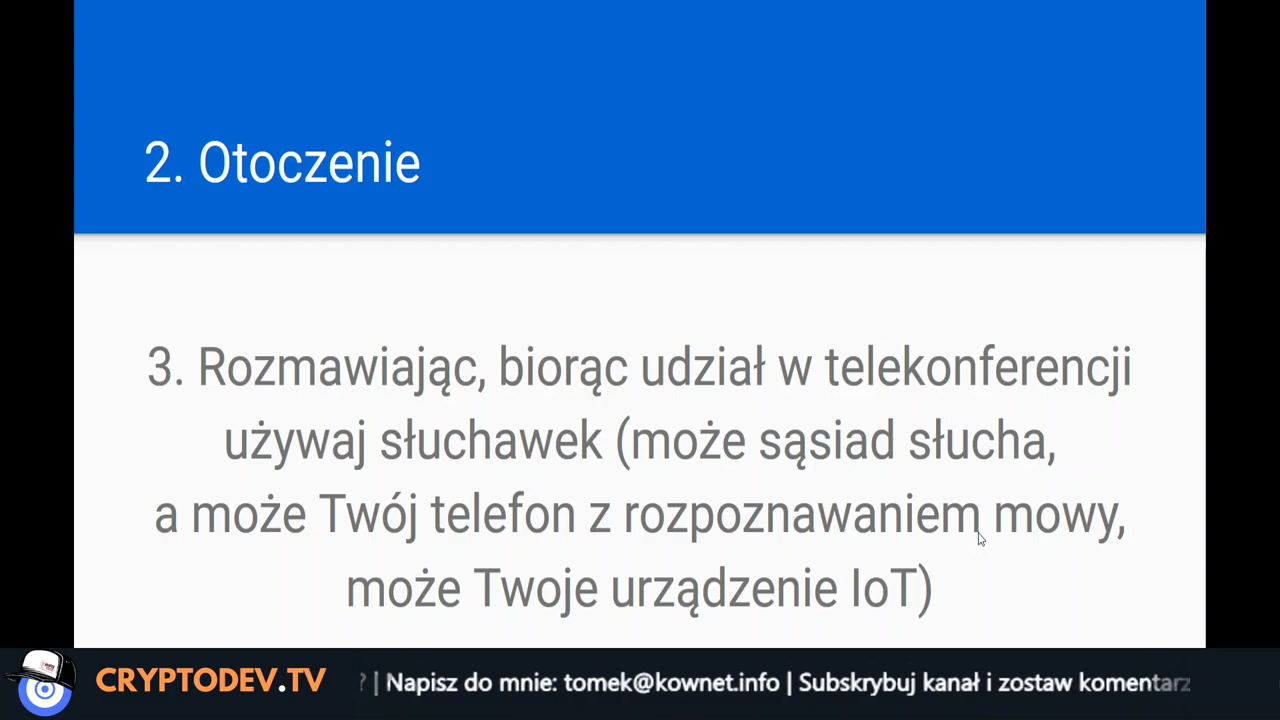 2. Otoczenie
3. Rozmawiając, biorąc udział w telekonferencji
używaj słuchawek (może sąsiad słucha,
a może Twój telefon z rozpoznawaniem mowy,
może Twoje urządzenie IoT)
CRYPTODEV.TV
? | Napisz do mnie: tomek@kownet.info | Subskrybuj kanał i zostaw komentarz